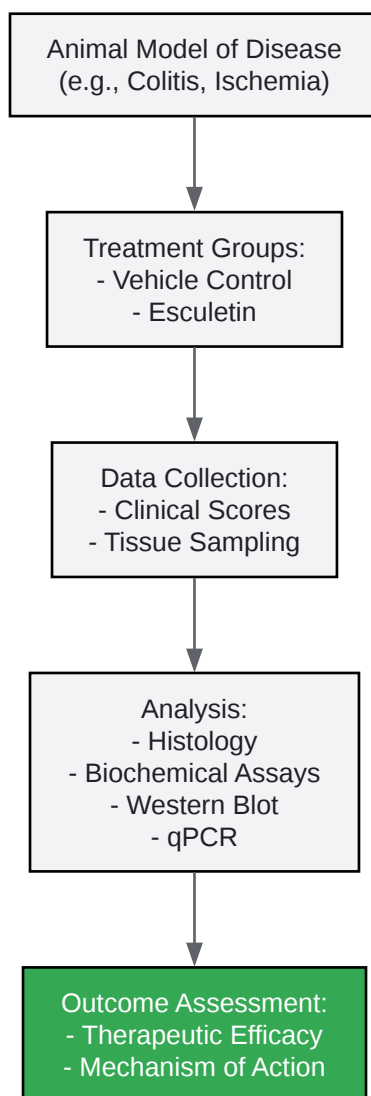 Animal Model of Disease
(e.g., Colitis, Ischemia)
Treatment Groups:
- Vehicle Control
- Esculetin
Data Collection:
- Clinical Scores
- Tissue Sampling
Analysis:
- Histology
- Biochemical Assays
- Western Blot
- qPCR
Outcome Assessment:
- Therapeutic Efficacy
- Mechanism of Action